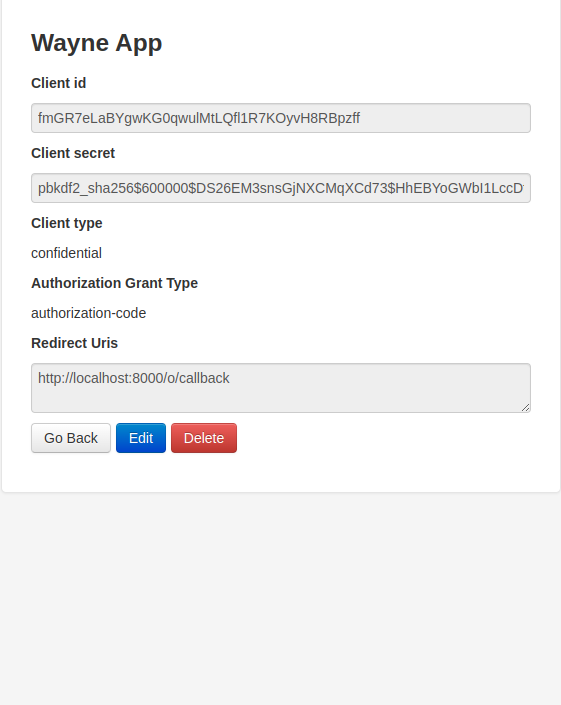 Wayne App
Client id
fmGR7eLaBYgwKG0qwulMtLQfl1R7KOyvH8RBpzff
Client secret
pbkdf2_sha256$600000$DS26EM3snsGjNXCMqXCd73$HhEBYoGWbI1LccD
Client type
confidential
Authorization Grant Type
authorization-code
Redirect Uris
http://localhost:8000/o/callback
Go Back Edit Delete